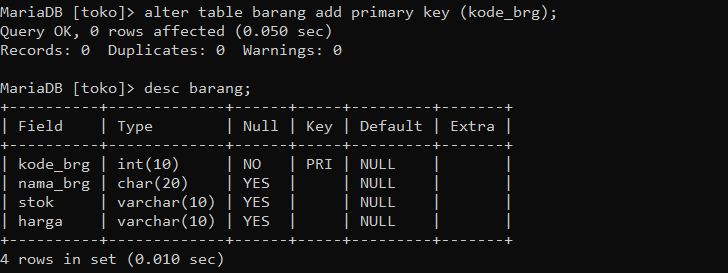 MariaDB [toko]> alter table barang add primary key (kode_brg);
Query OK, 0 rows affected (0.050 sec)
Records: 0  Duplicates: 0  Warnings: 0

MariaDB [toko]> desc barang;
+----------+-------------+------+-----+---------+-------+
| Field    | Type        | Null | Key | Default | Extra |
+----------+-------------+------+-----+---------+-------+
| kode_brg | int(10)     | NO   | PRI | NULL    |       |
| nama_brg | char(20)    | YES  |     | NULL    |       |
| stok     | varchar(10) | YES  |     | NULL    |       |
| harga    | varchar(10) | YES  |     | NULL    |       |
+----------+-------------+------+-----+---------+-------+
4 rows in set (0.010 sec)